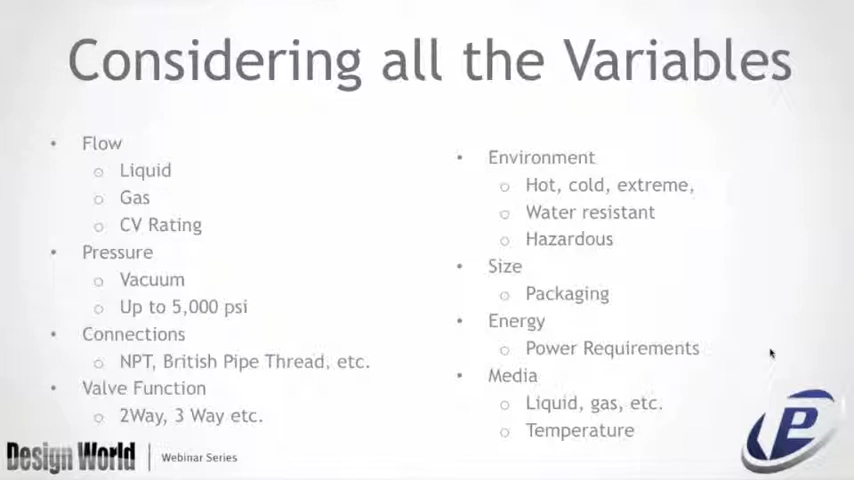 Considering all the Variables
• Flow
o Liquid
o Gas
o CV Rating
• Pressure
o Vacuum
o Up to 5,000 psi
• Connections
o NPT, British Pipe Thread, etc.
• Valve Function
o 2Way, 3 Way etc.
• Environment
o Hot, cold, extreme,
o Water resistant
o Hazardous
• Size
o Packaging
• Energy
o Power Requirements
• Media
o Liquid, gas, etc.
o Temperature
Design World
Webinar Series
P